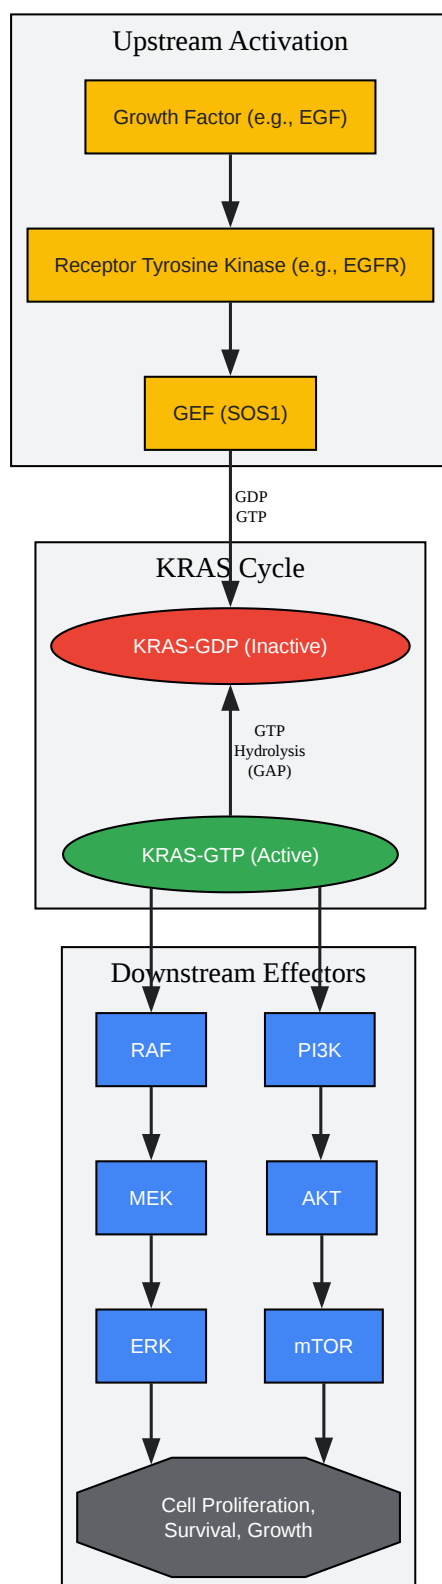 Upstream Activation
Growth Factor (e.g., EGF)
Receptor Tyrosine Kinase (e.g., EGFR)
GEF (SOS1)
GDP
GTP
KRAS Cycle
KRAS-GDP (Inactive)
GTP
Hydrolysis
(GAP)
KRAS-GTP (Active)
Downstream Effectors
RAF
PI3K
MEK
AKT
ERK
mTOR
Cell Proliferation,
Survival, Growth